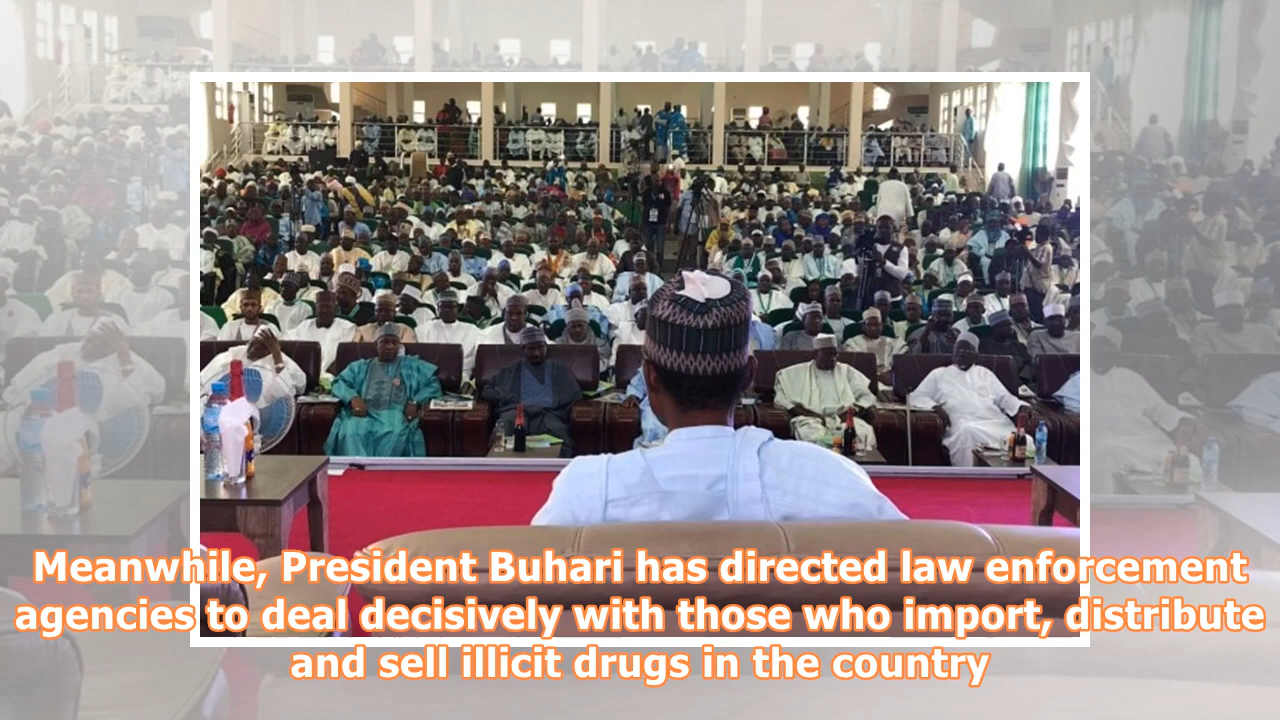 Meanwhile, President Buhari has directed law enforcement
agencies to deal decisively with those who import, distribute
and sell illicit drugs in the country